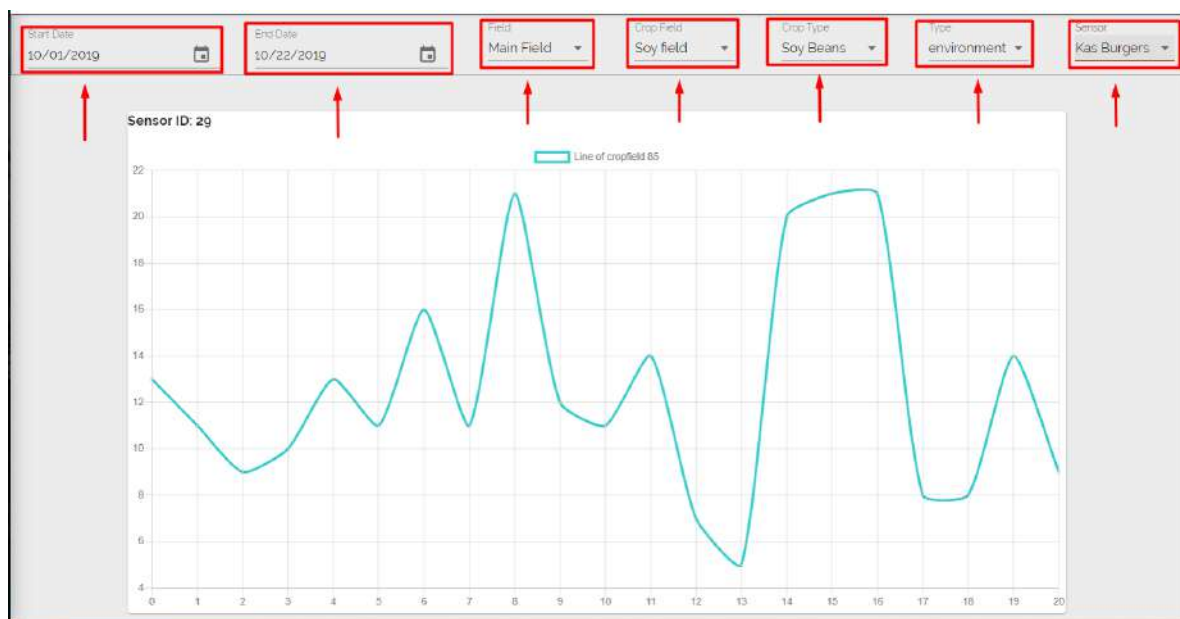 Start Date
10/01/2019
End Date
10/22/2019
Field
Main Field
Crop Field
Soy field
Crop Type
Soy Beans
Type
environment
Sensor
Kas Burgers
Sensor ID: 29
Line of cropfield 85
22
20
18
16
14
12
10
8
6
4
0 1 2 3 4 5 6 7 8 9 10 11 12 13 14 15 16 17 18 19 20